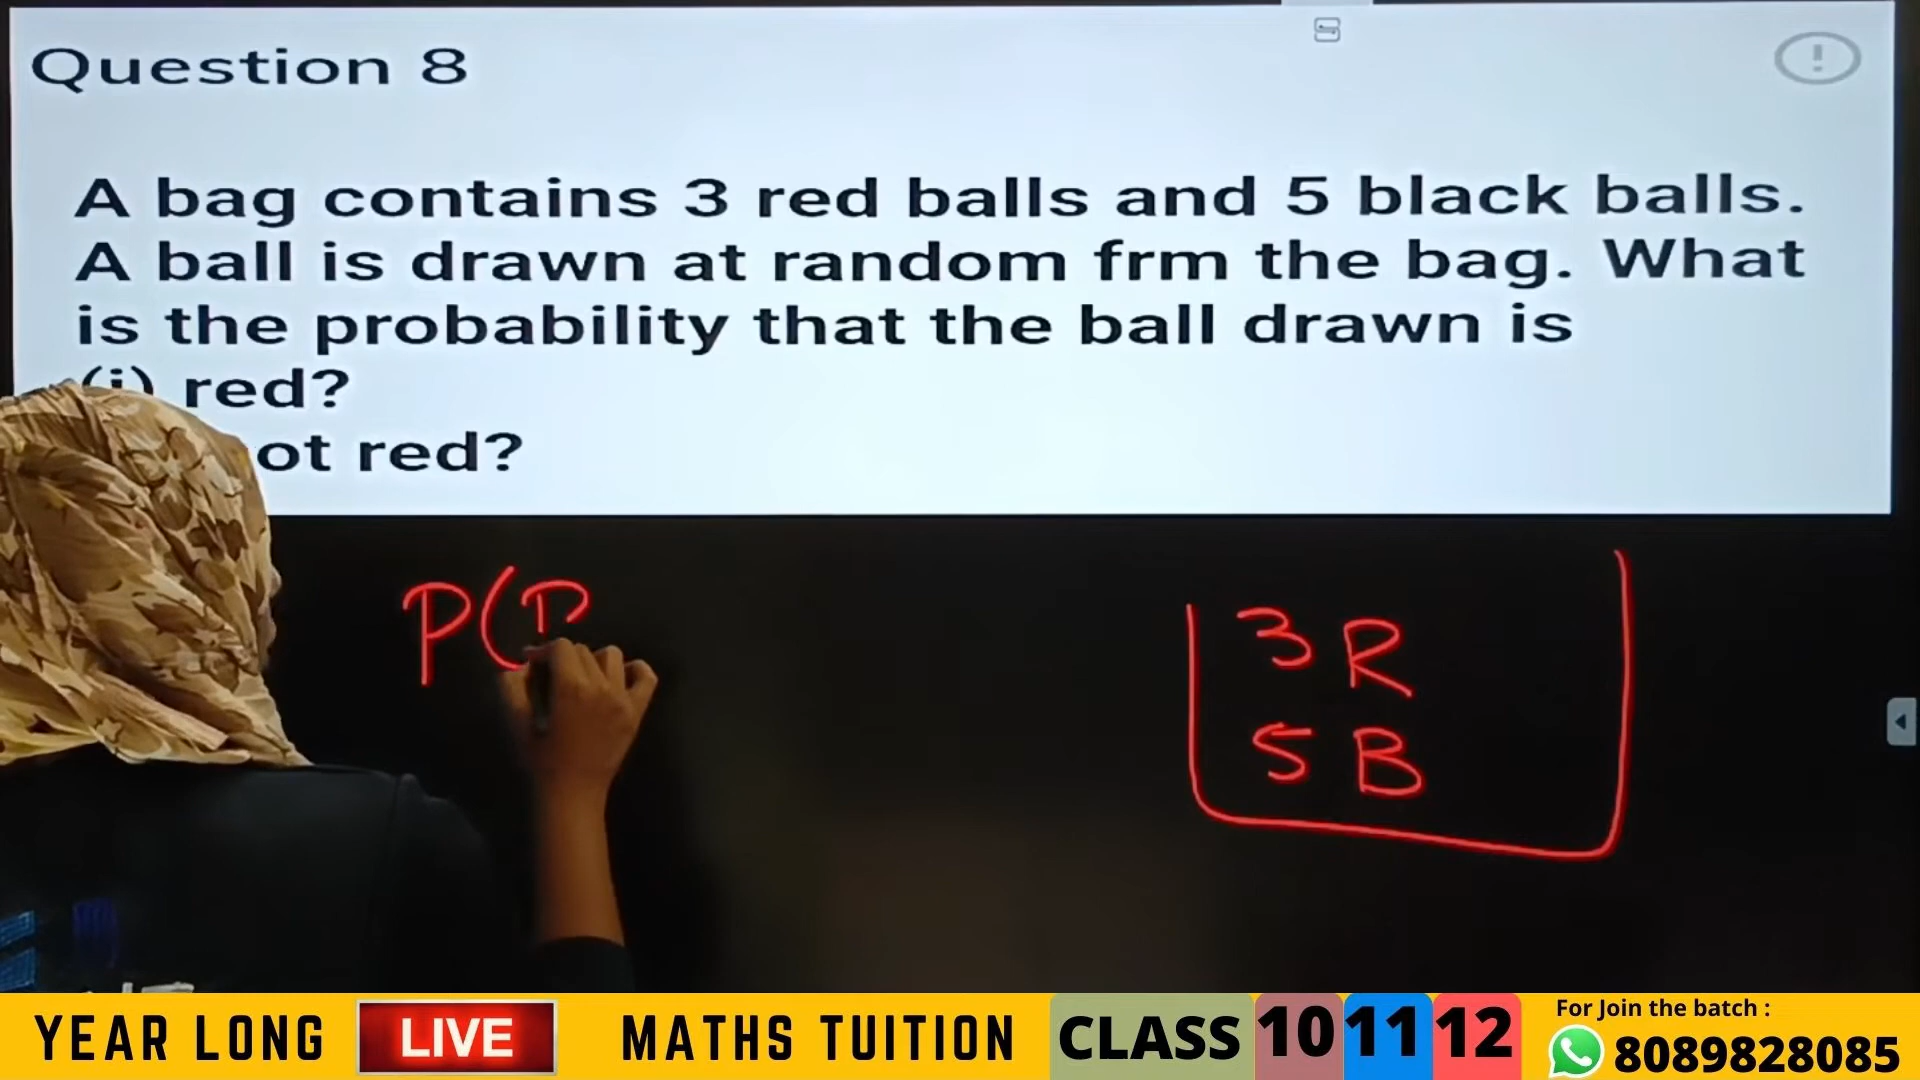 Question 8
A bag contains 3 red balls and 5 black balls.
A ball is drawn at random frm the bag. What
is the probability that the ball drawn is
(i) red?
ot red?
P(
3 R
5 B
YEAR LONG LIVE MATHS TUITION CLASS 10 11 12
For Join the batch :
8089828085